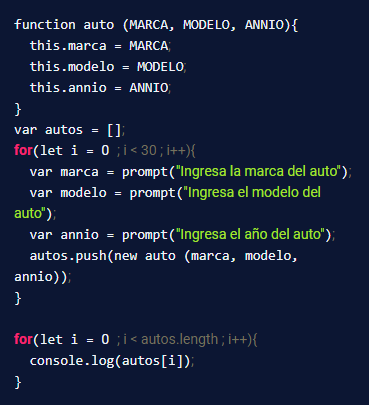 function auto (MARCA, MODELO, ANNIO){
this.marca = MARCA;
this.modelo = MODELO;
this.annio = ANNIO;
}
var autos = [];
for(let i = 0 ; i < 30 ; i++){
var marca = prompt("Ingresa la marca del auto");
var modelo = prompt("Ingresa el modelo del
auto");
var annio = prompt("Ingresa el año del auto");
autos.push(new auto (marca, modelo,
annio));
}
for(let i = 0 ; i < autos.length ; i++){
console.log(autos[i]);
}